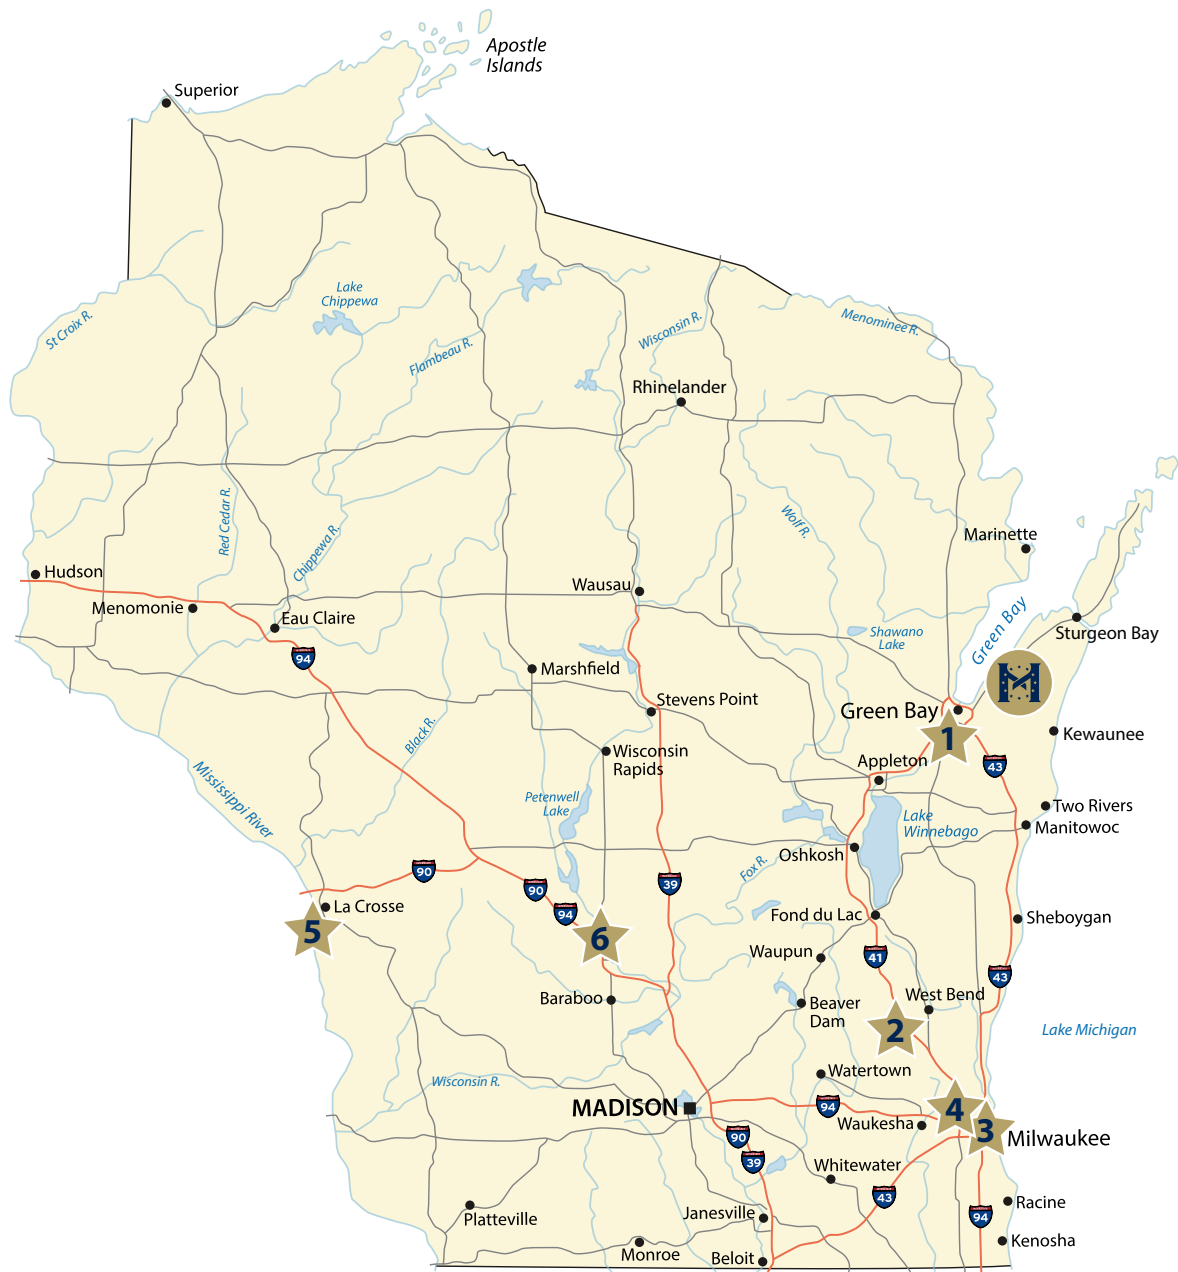 Apostle
Islands
Superior
Lake
Chippewa
St Croix R.
Flambeau R.
Wisconsin R.
Menominee R.
Rhinelander
Red Cedar R.
Chippewa R.
Wolf R.
Marinette
Hudson
Menomonie
Eau Claire
94
Wausau
Shawano
Lake
Green Bay
Sturgeon Bay
H
Marshfield
Stevens Point
Green Bay
1
Kewaunee
Black R.
Wisconsin
Rapids
Appleton
43
Mississippi River
Petenwell
Lake
Lake
Winnebago
Two Rivers
Manitowoc
Oshkosh
Fox R.
90
90
39
94
La Crosse
5
6
Fond du Lac
Sheboygan
Waupun
41
43
Baraboo
Beaver
Dam
West Bend
2
Lake Michigan
Wisconsin R.
Watertown
MADISON
94
4
Waukesha
3
Milwaukee
90
39
Whitewater
43
Racine
94
Platteville
Janesville
Monroe
Beloit
Kenosha